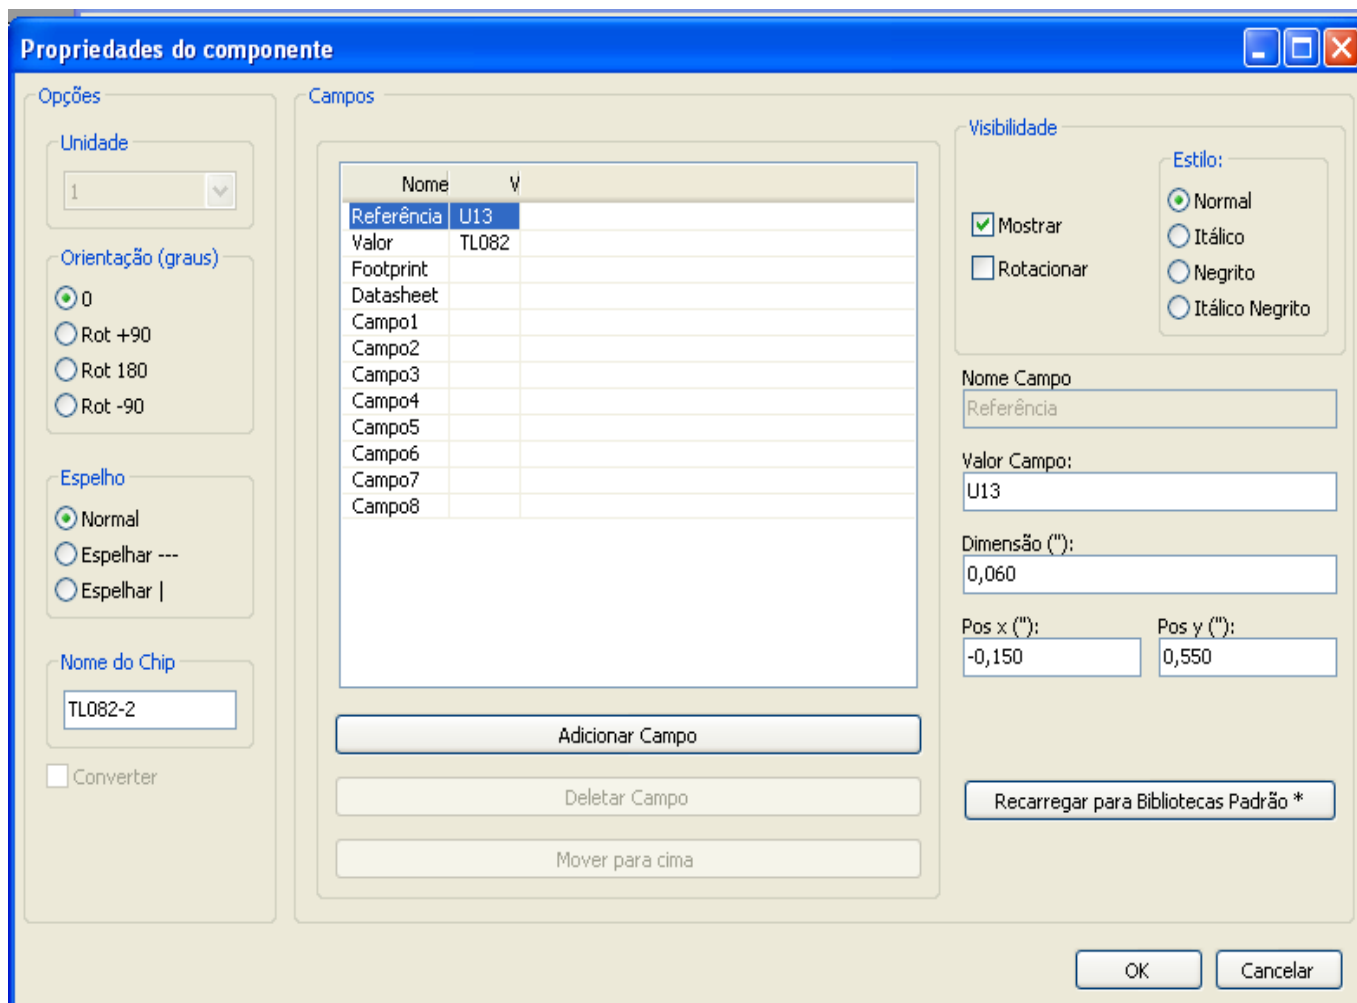 Propriedades do componente
Opções
Unidade
1
Orientação (graus)
0
Rot +90
Rot 180
Rot -90
Espelho
Normal
Espelhar ---
Espelhar |
Nome do Chip
TL082-2
Converter
Campos
Nome V
Referência U13
Valor TL082
Footprint
Datasheet
Campo1
Campo2
Campo3
Campo4
Campo5
Campo6
Campo7
Campo8
Adicionar Campo
Deletar Campo
Mover para cima
Visibilidade
Mostrar
Rotacionar
Estilo:
Normal
Itálico
Negrito
Itálico Negrito
Nome Campo
Referência
Valor Campo:
U13
Dimensão ("):
0,060
Pos x ("): Pos y ("):
-0,150 0,550
Recarregar para Bibliotecas Padrão *
OK Cancelar